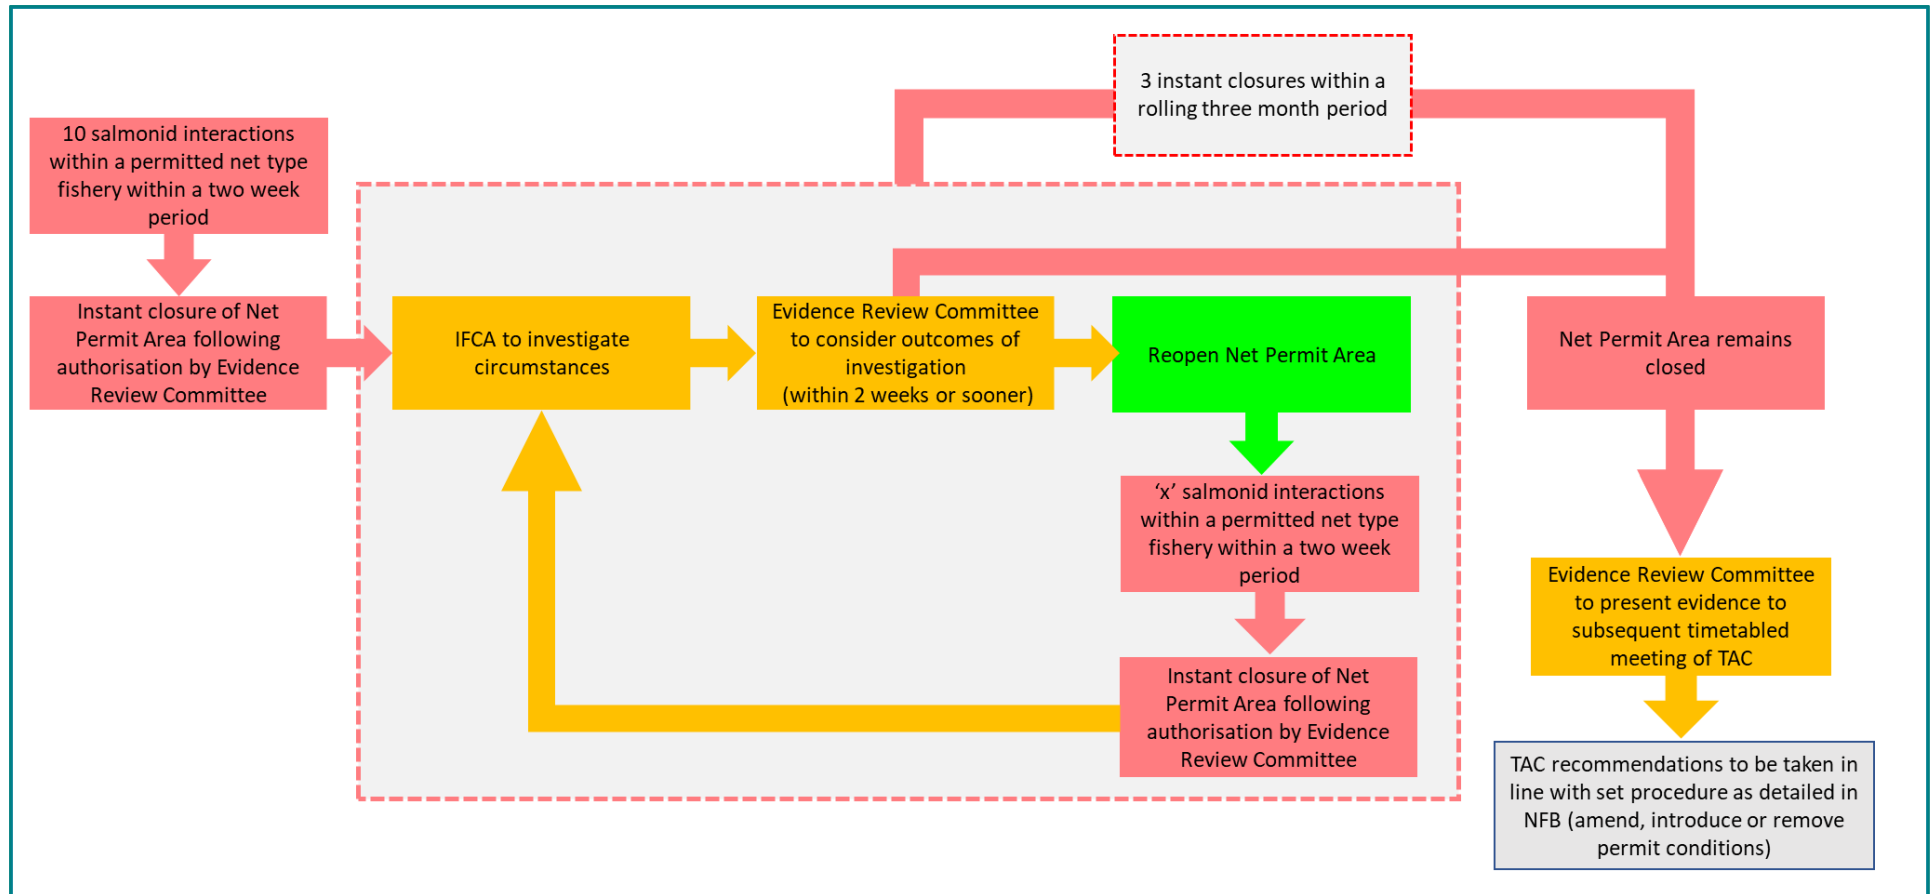 3 instant closures within a
rolling three month period
10 salmonid interactions
within a permitted net type
fishery within a two week
period
Instant closure of Net
Permit Area following
authorisation by Evidence
Review Committee
IFCA to investigate
circumstances
Evidence Review Committee
to consider outcomes of
investigation
(within 2 weeks or sooner)
Reopen Net Permit Area
Net Permit Area remains
closed
‘x’ salmonid interactions
within a permitted net type
fishery within a two week
period
Instant closure of Net
Permit Area following
authorisation by Evidence
Review Committee
Evidence Review Committee
to present evidence to
subsequent timetabled
meeting of TAC
TAC recommendations to be taken in
line with set procedure as detailed in
NFB (amend, introduce or remove
permit conditions)